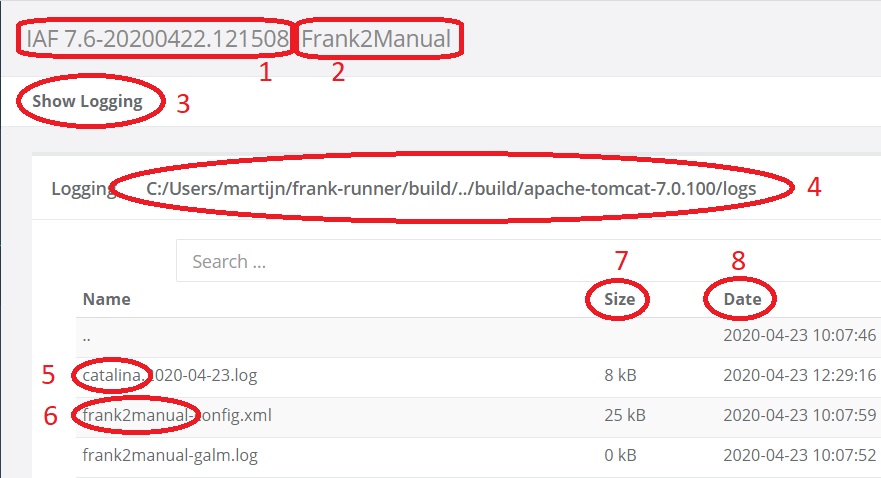 IAF 7.6-20200422.121508 Frank2Manual
1 2
Show Logging 3
Logging C:/Users/martijn/frank-runner/build/../build/apache-tomcat-7.0.100/logs 4
Search ... 7 8
Name Size Date
.. 2020-04-23 10:07:46
5 catalina.2020-04-23.log 8 kB 2020-04-23 12:29:16
6 frank2manual-config.xml 25 kB 2020-04-23 10:07:59
frank2manual-galm.log 0 kB 2020-04-23 10:07:52